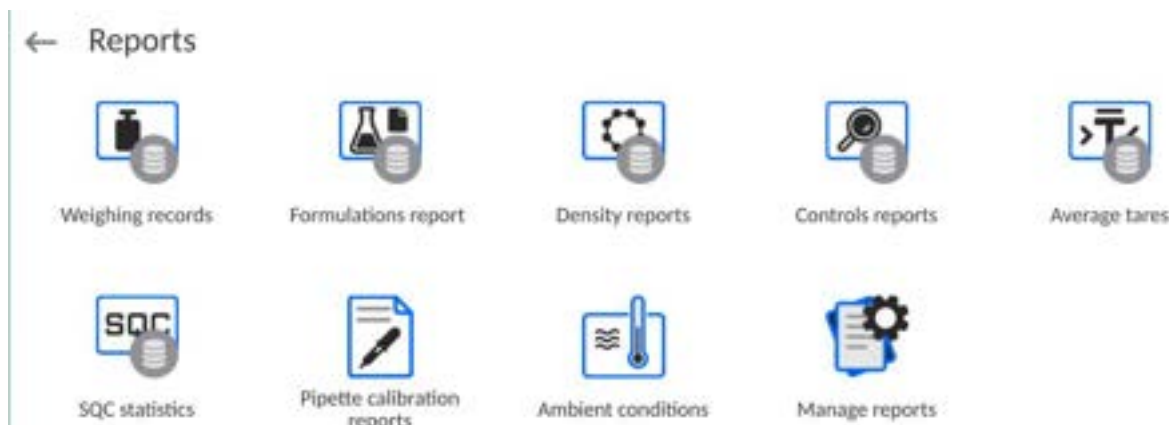 Reports
Weighing records
Formulations report
Density reports
Controls reports
>T<
Average tares
SQC
SQC statistics
Pipette calibration
reports
Ambient conditions
Manage reports